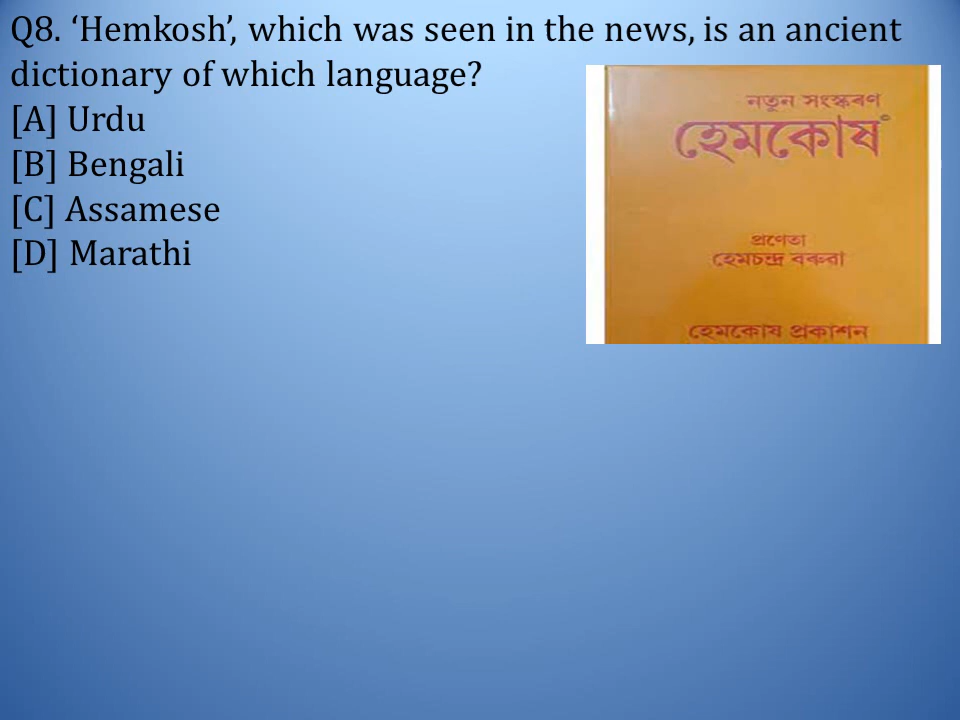 Q8. ‘Hemkosh’, which was seen in the news, is an ancient
dictionary of which language?
[A] Urdu
[B] Bengali
[C] Assamese
[D] Marathi
নতুন সংস্কৰণ
হেমকোষ
প্ৰণেতা
হেমচন্দ্ৰ বৰুৱা
হেমকোষ প্ৰকাশন